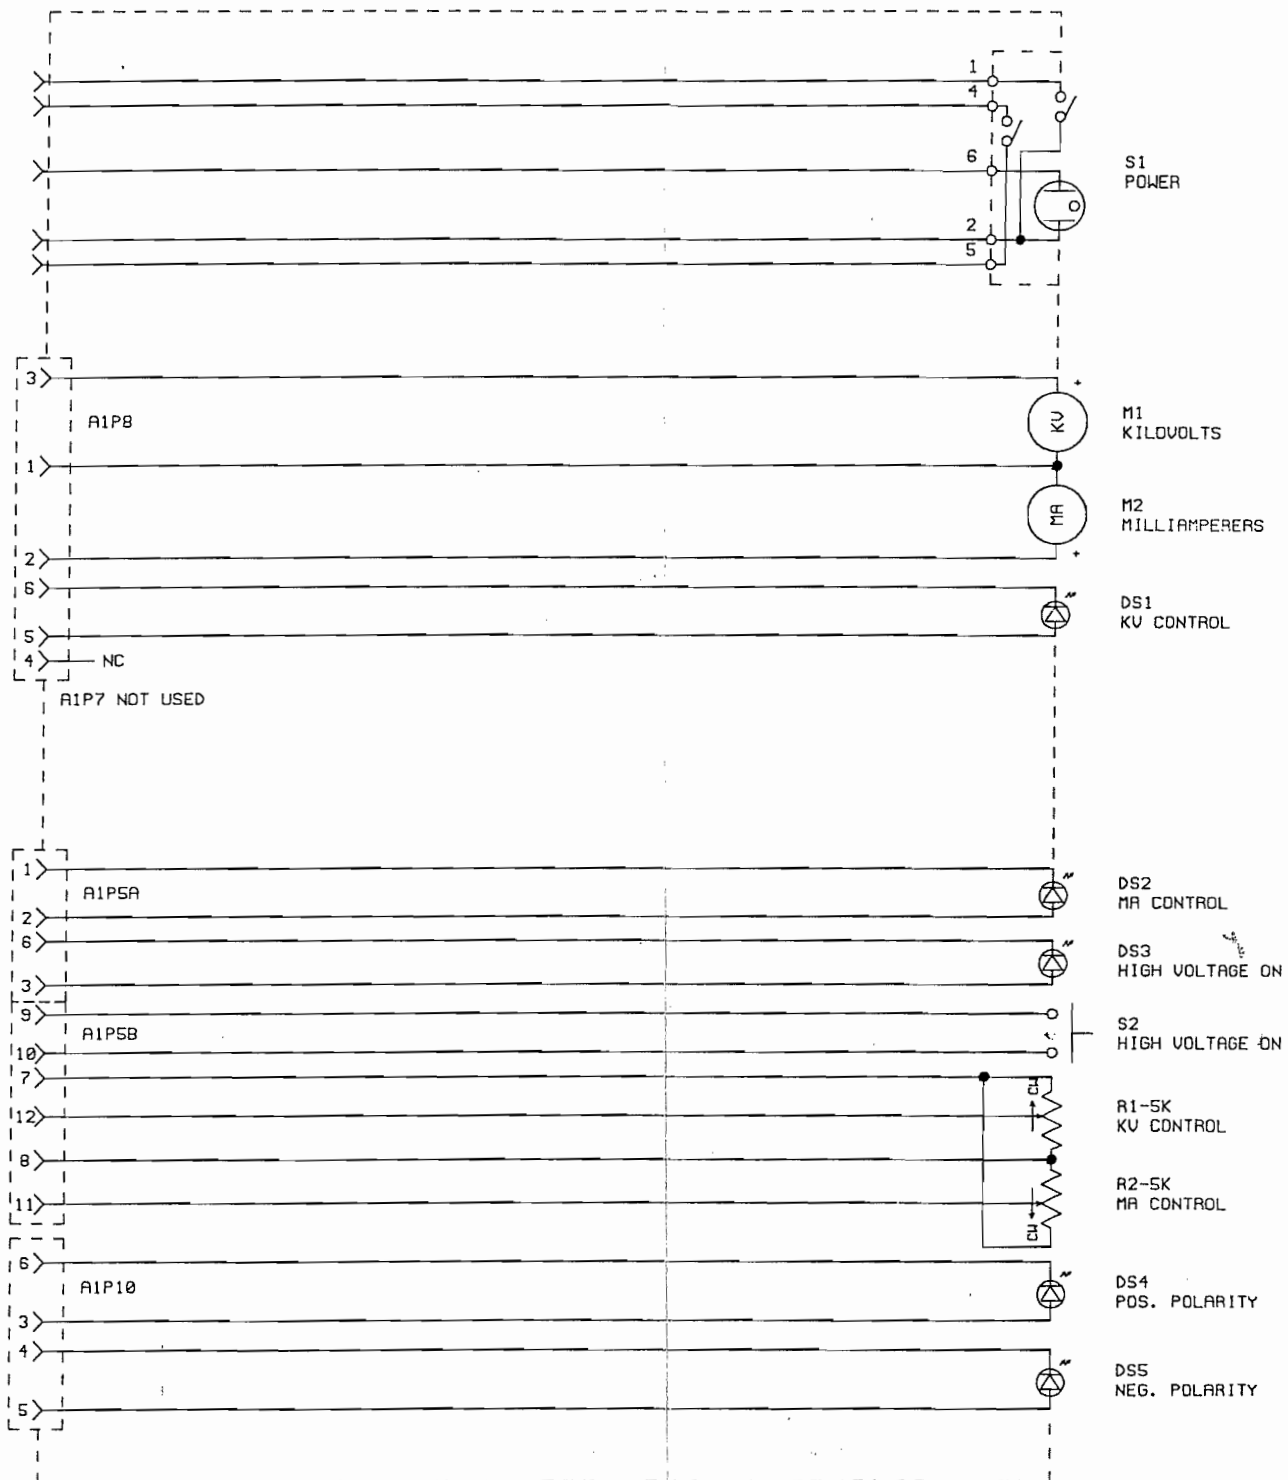 1
4
6
S1
POWER
2
5
3
+
A1P8
KV
M1
KILOVOLTS
1
MA
M2
MILLIAMPERERS
2
+
6
DS1
KV CONTROL
5
4
NC
A1P7 NOT USED
1
A1P5A
DS2
MA CONTROL
2
6
DS3
HIGH VOLTAGE ON
3
9
A1P5B
S2
HIGH VOLTAGE ON
10
7
CW
R1-5K
KV CONTROL
12
8
R2-5K
MA CONTROL
11
CW
6
A1P10
DS4
POS. POLARITY
3
4
DS5
NEG. POLARITY
5